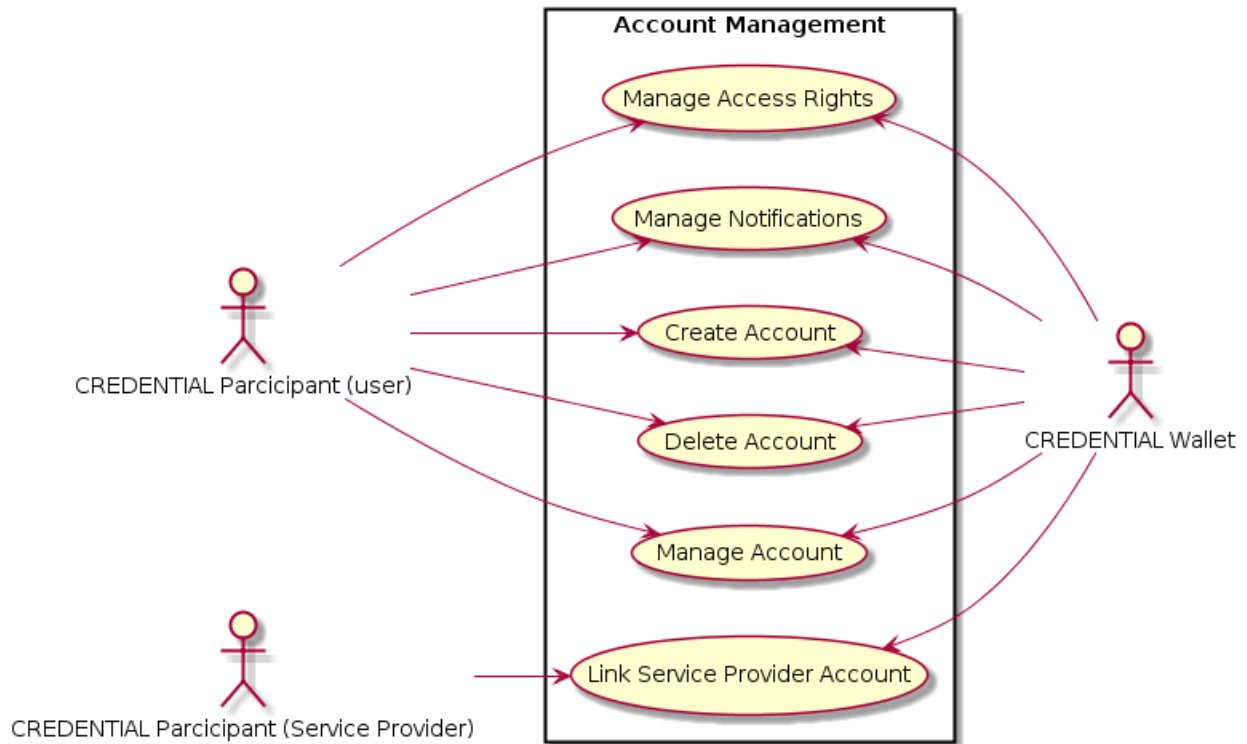 Account Management
Manage Access Rights
Manage Notifications
Create Account
CREDENTIAL Parcicipant (user)
Delete Account
CREDENTIAL Wallet
Manage Account
Link Service Provider Account
CREDENTIAL Parcicipant (Service Provider)